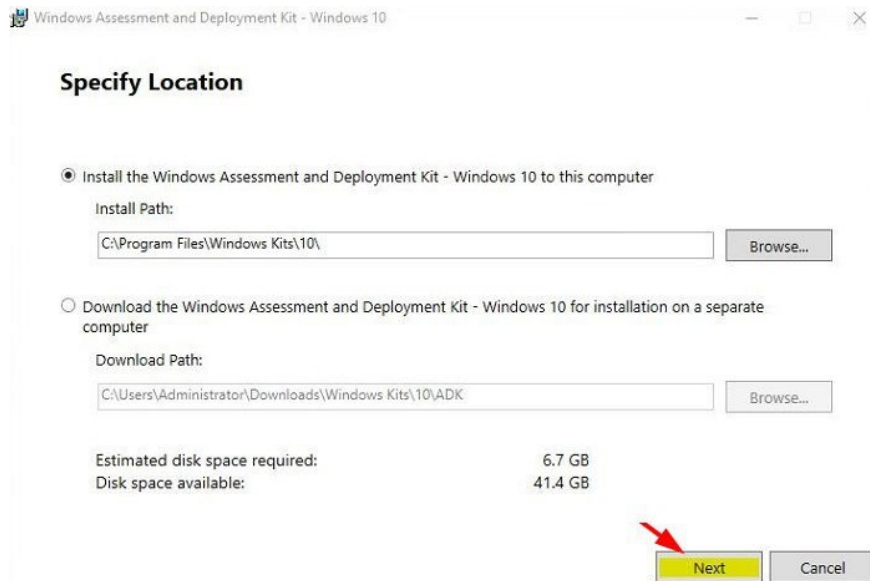 Windows Assessment and Deployment Kit - Windows 10
Specify Location
Install the Windows Assessment and Deployment Kit - Windows 10 to this computer
Install Path:
C:\Program Files\Windows Kits\10\
Browse...
Download the Windows Assessment and Deployment Kit - Windows 10 for installation on a separate
computer
Download Path:
C:\Users\Administrator\Downloads\Windows Kits\10\ADK
Browse...
Estimated disk space required: 6.7 GB
Disk space available: 41.4 GB
Next Cancel